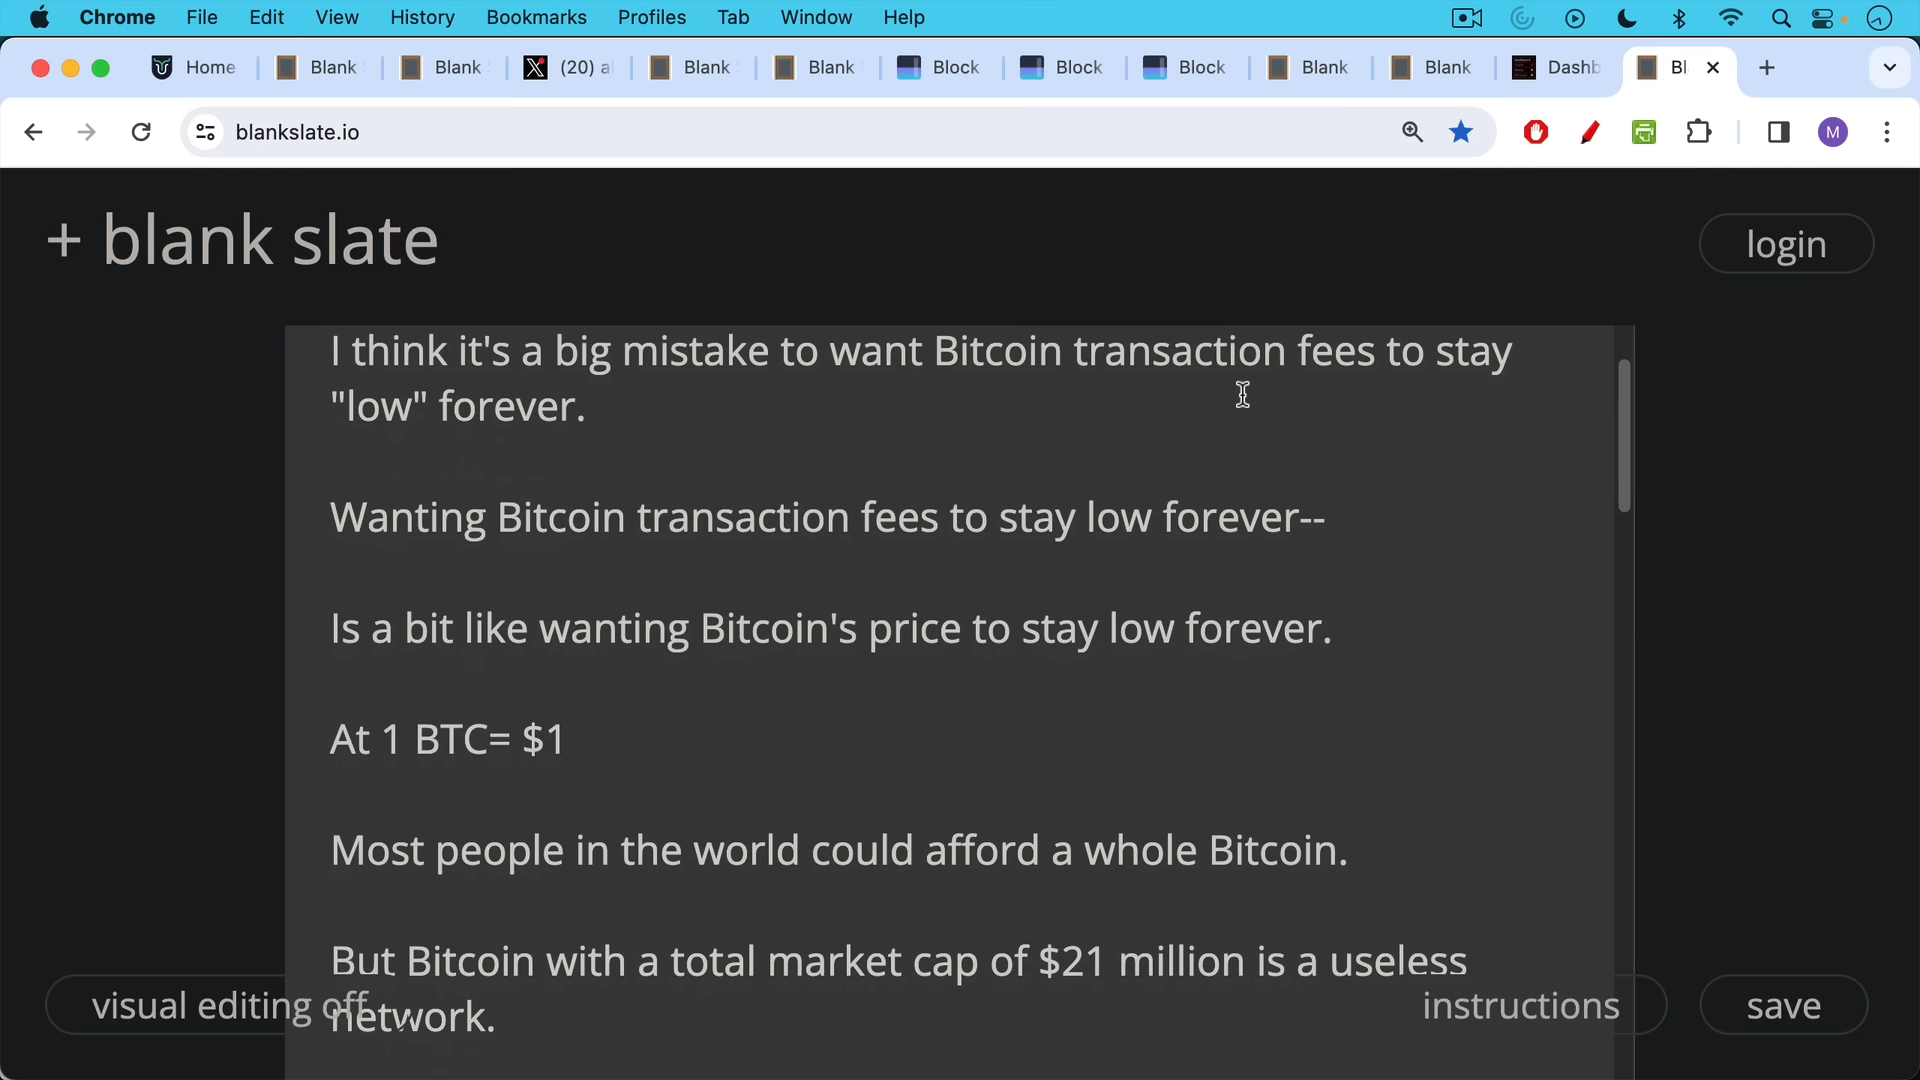 Chrome File Edit View History Bookmarks Profiles Tab Window Help
Home Blank Blank (20) a Blank Blank Block Block Block Blank Blank Dashb Bl
blankslate.io
M
+ blank slate
login
I think it's a big mistake to want Bitcoin transaction fees to stay
"low" forever.
Wanting Bitcoin transaction fees to stay low forever--
Is a bit like wanting Bitcoin's price to stay low forever.
At 1 BTC= $1
Most people in the world could afford a whole Bitcoin.
But Bitcoin with a total market cap of $21 million is a useless
network.
visual editing off
instructions
save